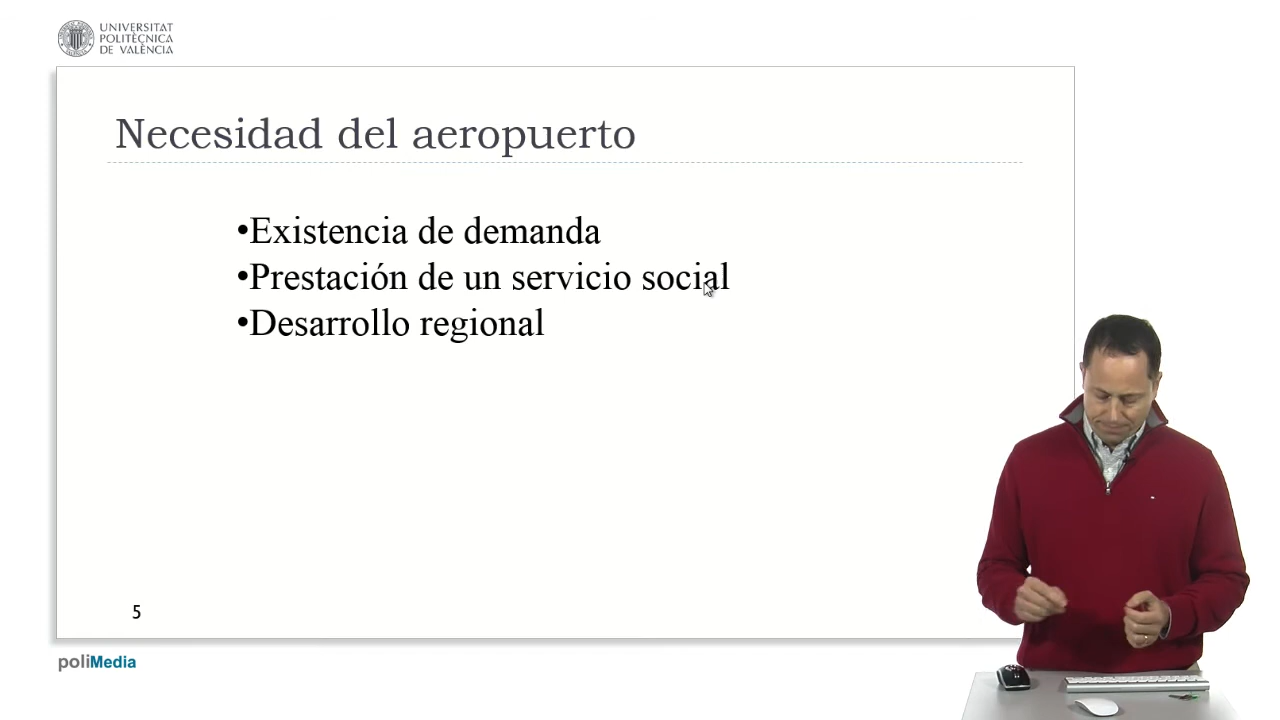 UNIVERSITAT
POLITÈCNICA
DE VALÈNCIA
Necesidad del aeropuerto
•Existencia de demanda
•Prestación de un servicio social
•Desarrollo regional
5
poliMedia